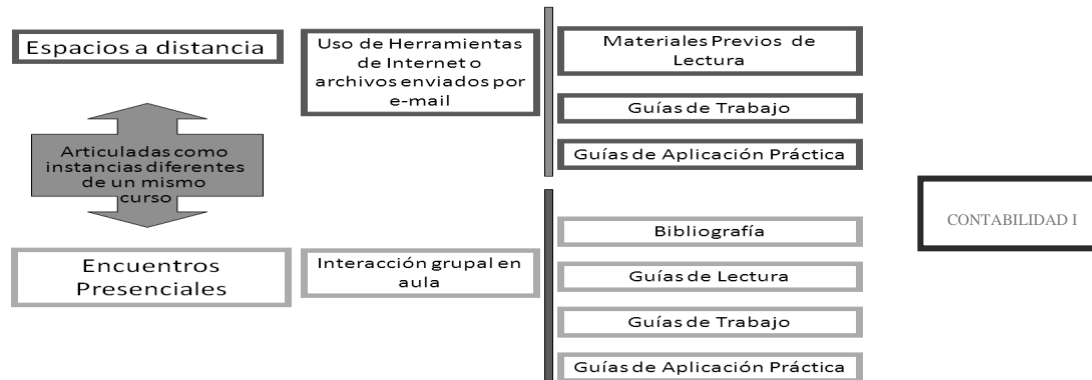 Espacios a distancia
Uso de Herramientas
de Internet o
archivos enviados por
e-mail
Materiales Previos de
Lectura
Guías de Trabajo
Guías de Aplicación Práctica
Articuladas como
instancias diferentes
de un mismo
curso
CONTABILIDAD I
Encuentros
Presenciales
Interacción grupal en
aula
Bibliografía
Guías de Lectura
Guías de Trabajo
Guías de Aplicación Práctica